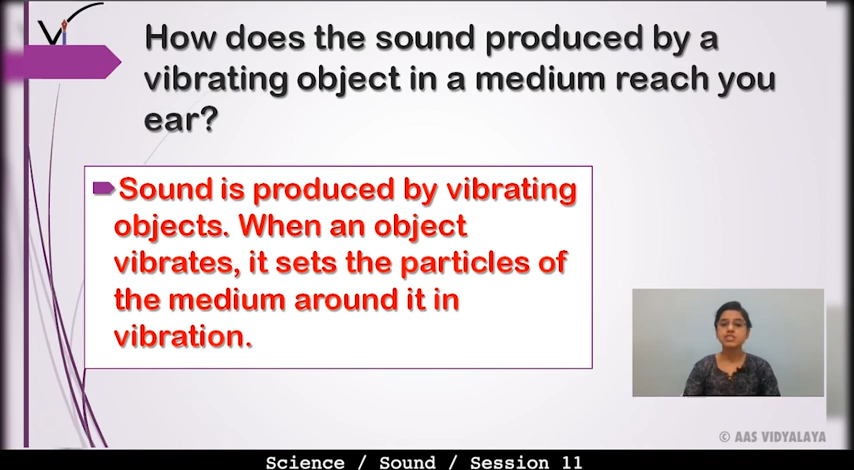 How does the sound produced by a
vibrating object in a medium reach you
ear?
Sound is produced by vibrating
objects. When an object
vibrates, it sets the particles of
the medium around it in
vibration.
© AAS VIDYALAYA
Science / Sound / Session 11